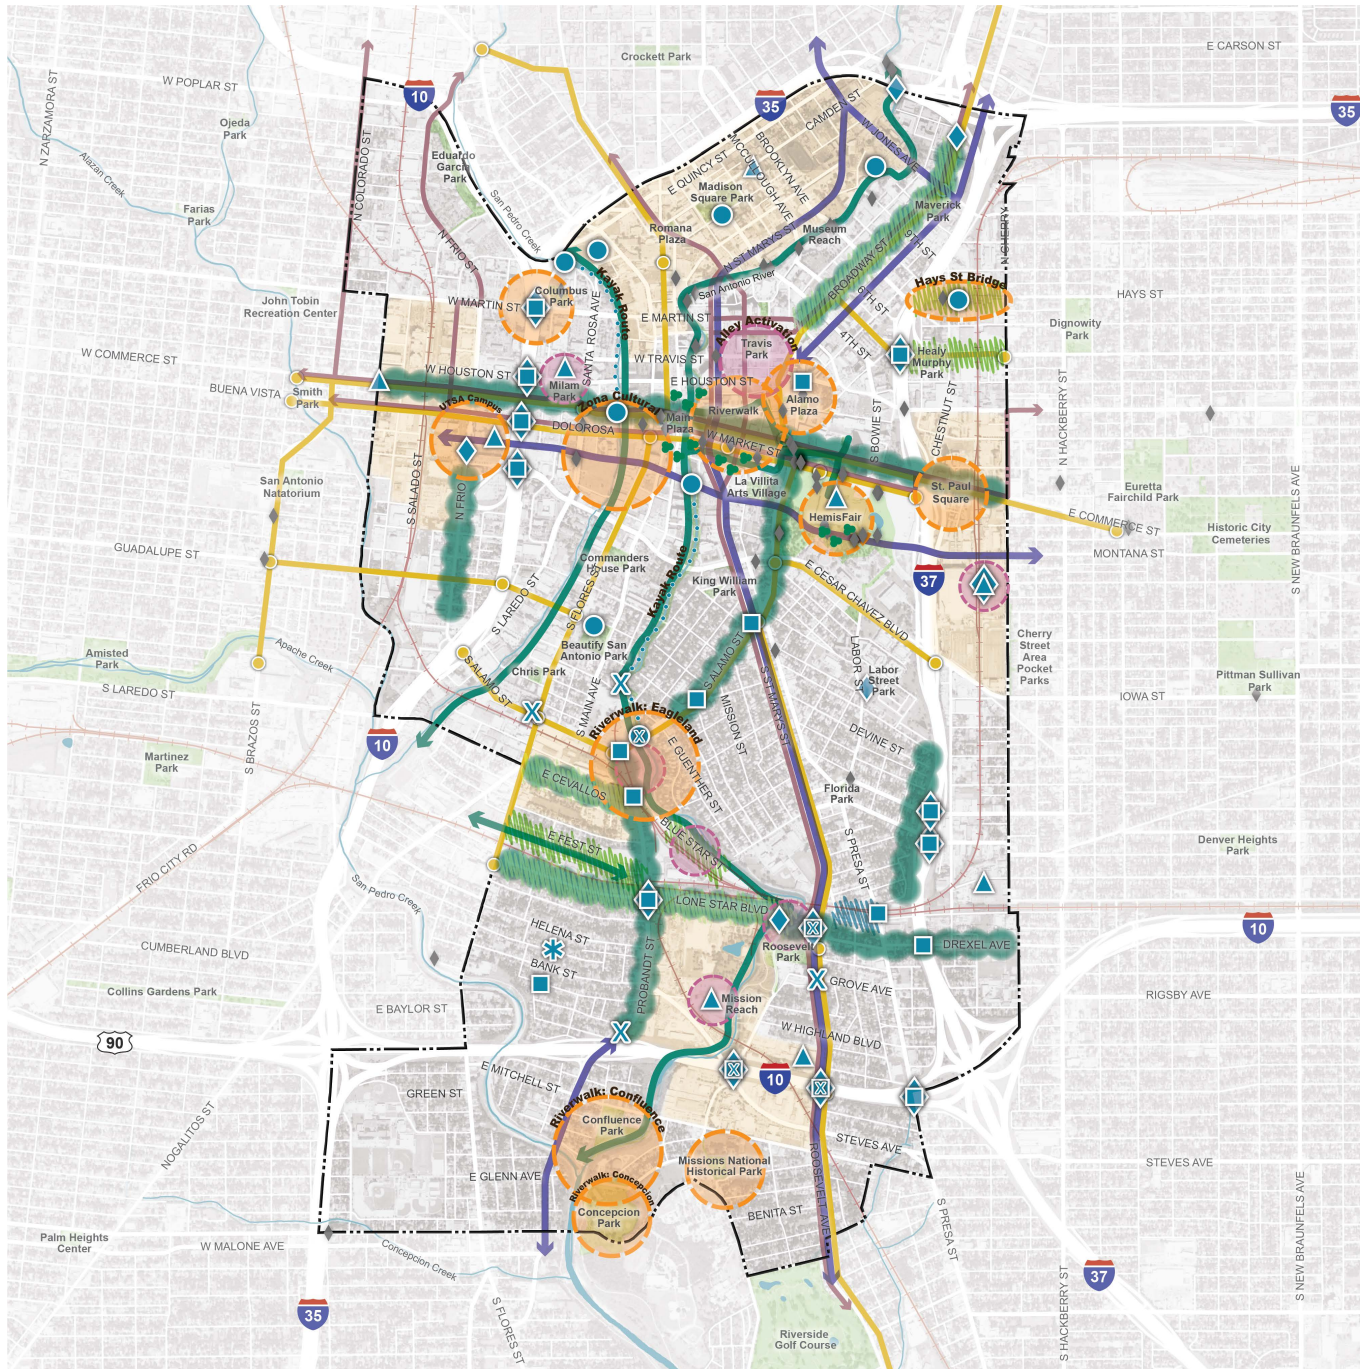 E CARSON ST
Crockett Park
W POPLAR ST
10
35
35
N ZARZAMORA ST
CAMDEN ST
Ojeda
Park
W JONES AVE
BROOKLYN AVE
MCCULLOUGH AVE
N COLORADO ST
Eduardo
Garcia
Park
E QUINCY ST
Alazan Creek
Madison
Square Park
San Pedro Creek
Farias
Park
Maverick
Park
N CHERRY
Romana
Plaza
Museum
Reach
N ST MARYS ST
9TH ST
N FRIO ST
BROADWAY ST
San Antonio River
Kayak Route
Hays St Bridge
Columbus
Park
W MARTIN ST
HAYS ST
John Tobin
Recreation Center
SANTA ROSA AVE
6TH ST
E MARTIN ST
Alley Activation
Dignowity
Park
4TH ST
W COMMERCE ST
W TRAVIS ST
Travis
Park
Healy
Murphy
Park
W HOUSTON ST
E HOUSTON ST
Milam
Park
BUENA VISTA
Smith
Park
CHESTNUT ST
N HACKBERRY ST
UTSA Campus
Zona Cultural
Riverwalk
Alamo
Plaza
Main
Plaza
DOLOROSA
S BOWIE ST
W MARKET ST
San Antonio
Natatorium
S SALADO ST
N FRIO
La Villita
Arts Village
St. Paul
Square
Euretta
Fairchild Park
S NEW BRAUNFELS AVE
HemisFair
E COMMERCE ST
Historic City
Cemeteries
GUADALUPE ST
MONTANA ST
Commanders
House Park
Kayak Route
37
E CESAR CHAVEZ BLVD
King William
Park
S LAREDO ST
S FLORES ST
Beautify San
Antonio Park
Apache Creek
Amisted
Park
Cherry
Street
Area
Pocket
Parks
LABOR ST
Labor
Street
Park
Chris Park
S ALAMO ST
S ALAMO ST
Pittman Sullivan
Park
S LAREDO ST
IOWA ST
S MAIN AVE
MISSION ST
S ST MARYS ST
Riverwalk: Eagleland
10
S BRAZOS ST
DEVINE ST
E GUENTHER ST
Martinez
Park
E CEVALLOS
Florida
Park
BLUE STAR ST
E FEST ST
S PRESA ST
Denver Heights
Park
FRIO CITY RD
San Pedro Creek
LONE STAR BLVD
HELENA ST
10
DREXEL AVE
Roosevelt
Park
CUMBERLAND BLVD
BANK ST
PROBANDT ST
GROVE AVE
Collins Gardens Park
Mission
Reach
RIGSBY AVE
E BAYLOR ST
W HIGHLAND BLVD
90
E MITCHELL ST
10
GREEN ST
Riverwalk: Confluence
Confluence
Park
NOGALITOS ST
STEVES AVE
STEVES AVE
Missions National
Historical Park
E GLENN AVE
Riverwalk: Concepcion
ROOSEVELT AVE
Concepcion
Park
BENITA ST
S PRESA ST
S NEW BRAUNFELS AVE
Palm Heights
Center
W MALONE AVE
Concepcion Creek
37
S FLORES ST
35
S HACKBERRY ST
Riverside
Golf Course